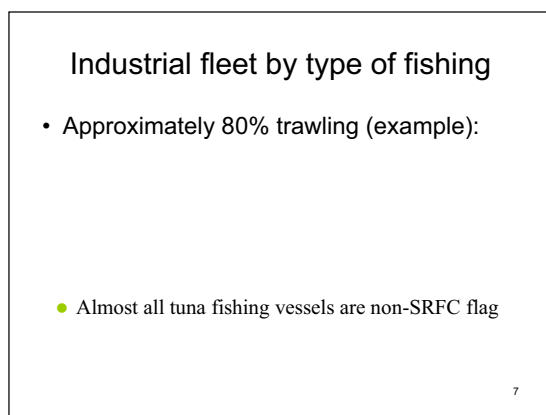 Industrial fleet by type of fishing
• Approximately 80% trawling (example):
• Almost all tuna fishing vessels are non-SRFC flag
7